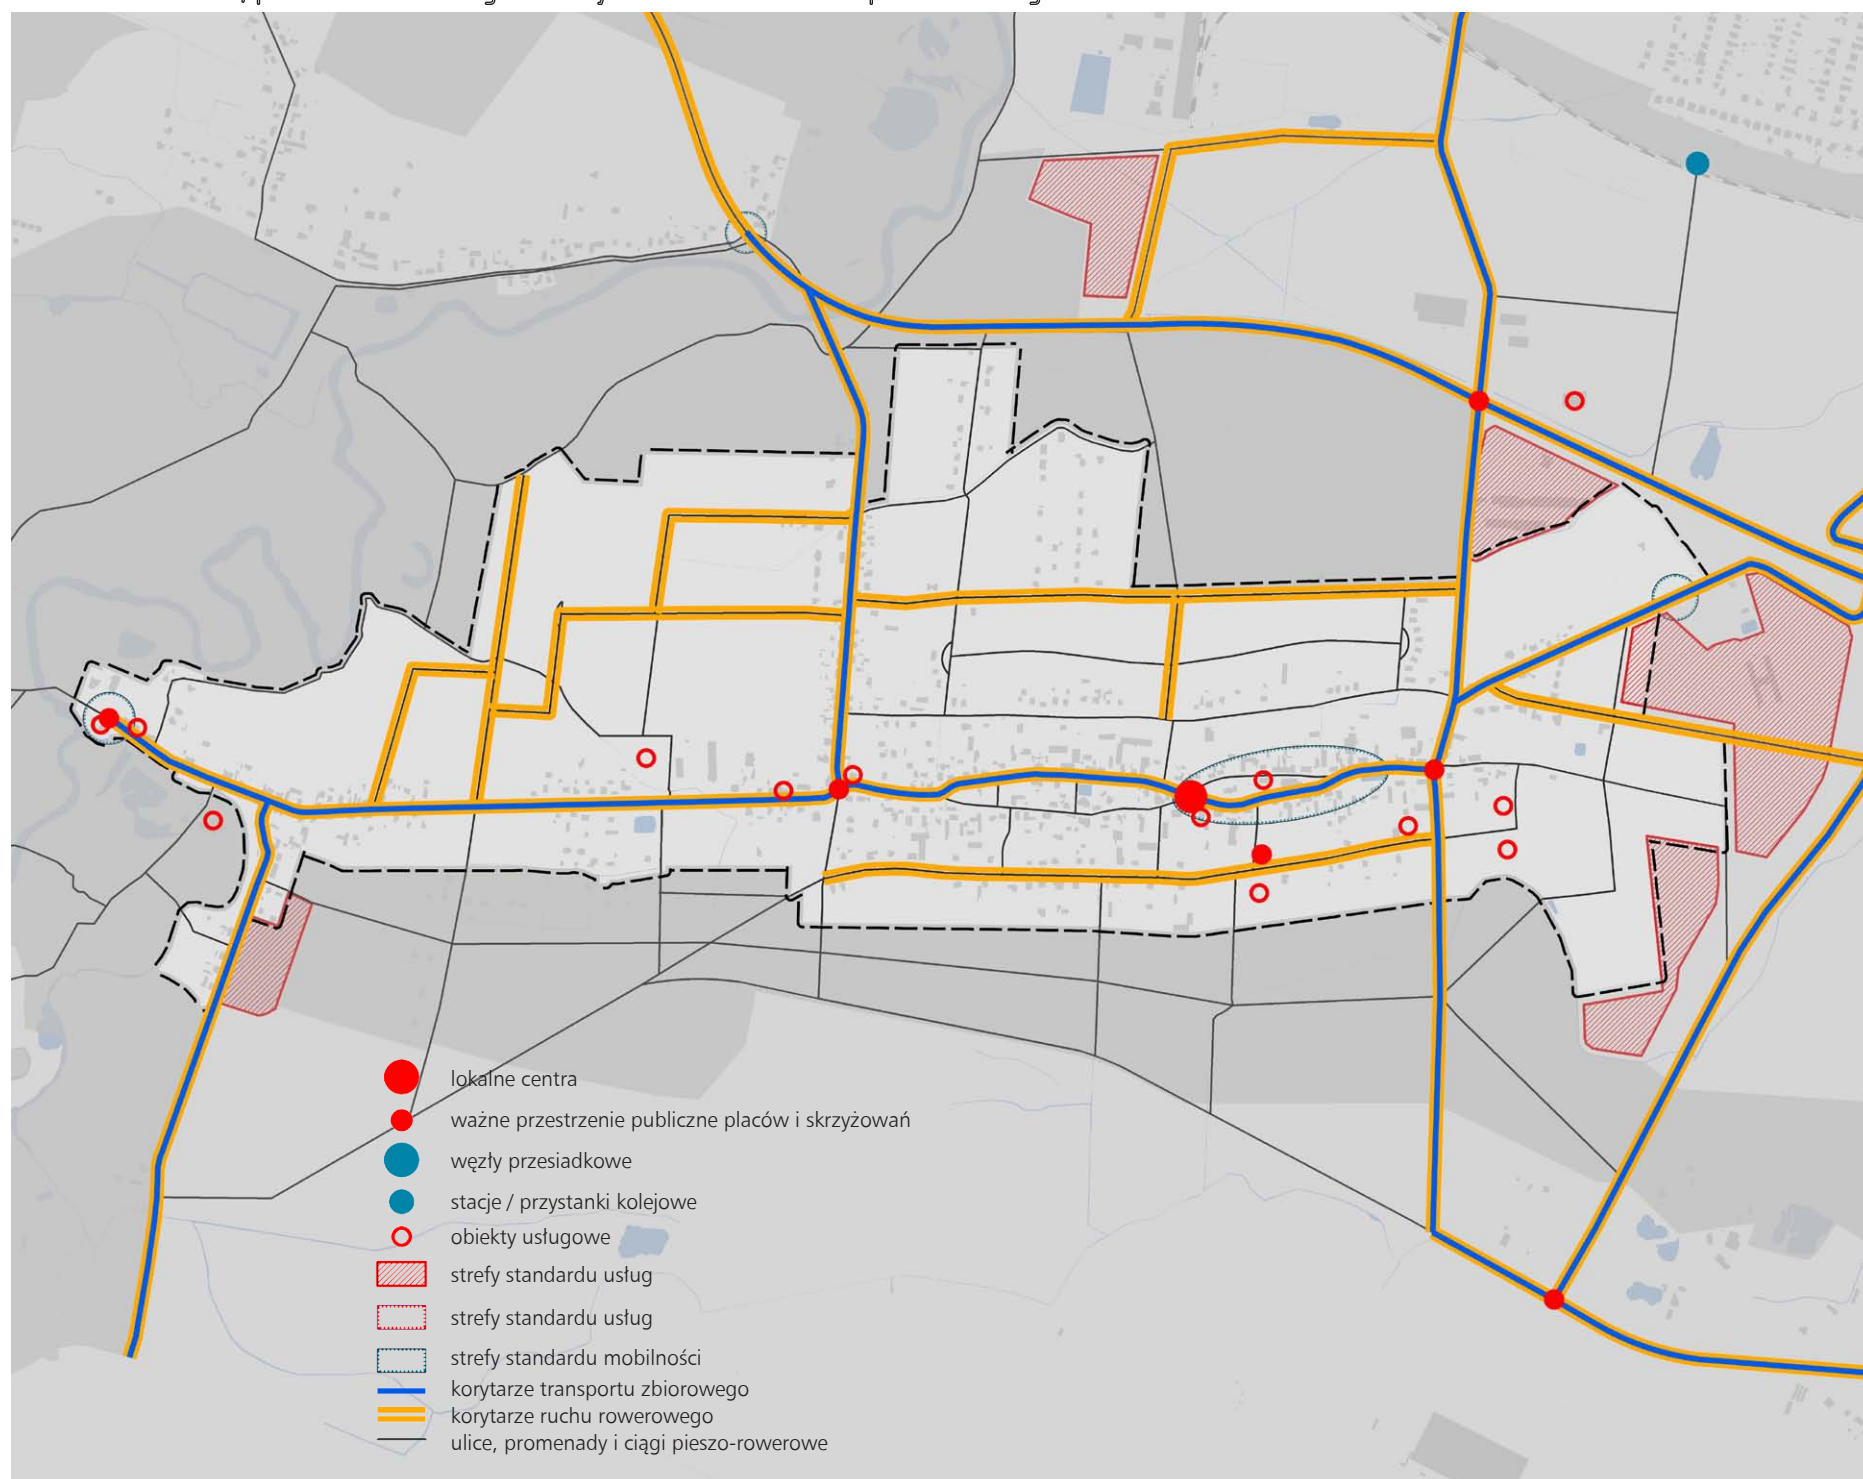 lokalne centra
ważne przestrzenie publiczne placów i skrzyżowań
węzły przesiadkowe
stacje / przystanki kolejowe
obiekty usługowe
strefy standardu usług
strefy standardu usług
strefy standardu mobilności
korytarze transportu zbiorowego
korytarze ruchu rowerowego
ulice, promenady i ciągi pieszo-rowerowe